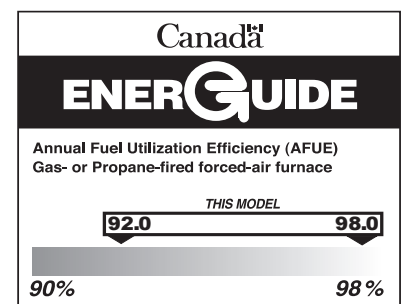 Canada
ENERGUIDE
Annual Fuel Utilization Efficiency (AFUE)
Gas- or Propane-fired forced-air furnace
THIS MODEL
92.0 98.0
90% 98%